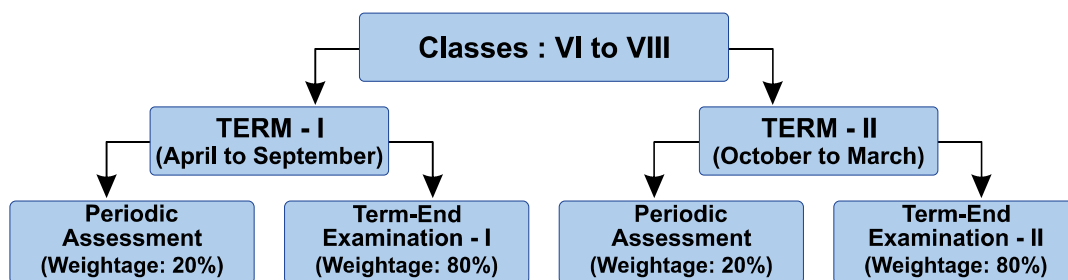 Classes : VI to VIII
TERM - I
(April to September)
TERM - II
(October to March)
Periodic
Assessment
(Weightage: 20%)
Term-End
Examination - I
(Weightage: 80%)
Periodic
Assessment
(Weightage: 20%)
Term-End
Examination - II
(Weightage: 80%)